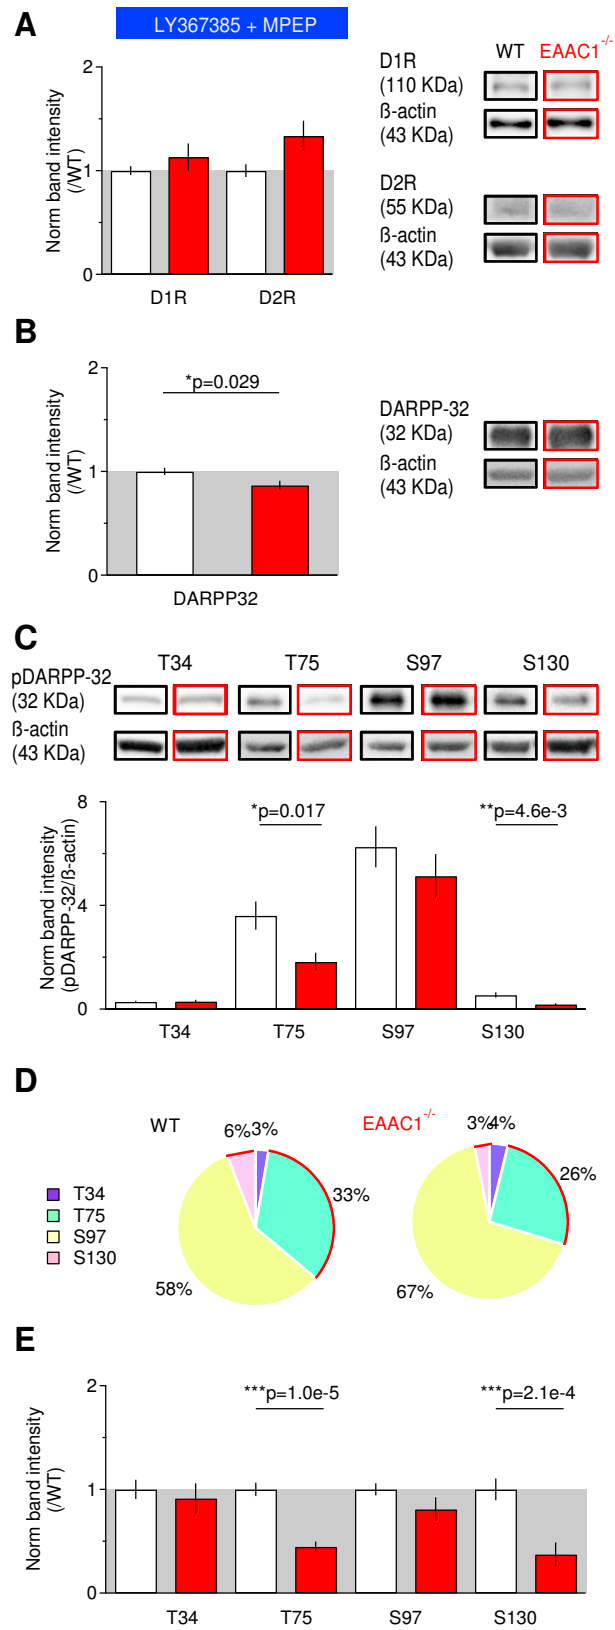 A
LY367385 + MPEP
2
1
0
Norm band intensity
(/WT)
D1R
D2R
WT
EAAC1-/-
D1R
(110 KDa)
ß-actin
(43 KDa)
D2R
(55 KDa)
ß-actin
(43 KDa)
B
2
1
0
Norm band intensity
(/WT)
*p=0.029
DARPP32
DARPP-32
(32 KDa)
ß-actin
(43 KDa)
C
T34
T75
S97
S130
pDARPP-32
(32 KDa)
ß-actin
(43 KDa)
8
4
0
Norm band intensity
(pDARPP-32/ß-actin)
*p=0.017
**p=4.6e-3
T34
T75
S97
S130
D
WT
6%
3%
33%
58%
EAAC1-/-
3%
4%
26%
67%
T34
T75
S97
S130
E
2
1
0
Norm band intensity
(/WT)
***p=1.0e-5
***p=2.1e-4
T34
T75
S97
S130